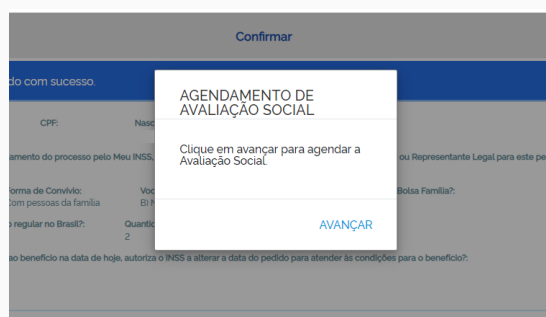 Confirmar
do com sucesso.
AGENDAMENTO DE
AVALIAÇÃO SOCIAL
CPF: Nasc
Clique em avançar para agendar a
Avaliação Social.
amento do processo pelo Meu INSS, ou Representante Legal para este pe
Forma de Convívio: Voc Bolsa Família?:
Com pessoas da família B) N
o regular no Brasil?: Quantid
2
AVANÇAR
ao benefício na data de hoje, autoriza o INSS a alterar a data do pedido para atender às condições para o benefício?: